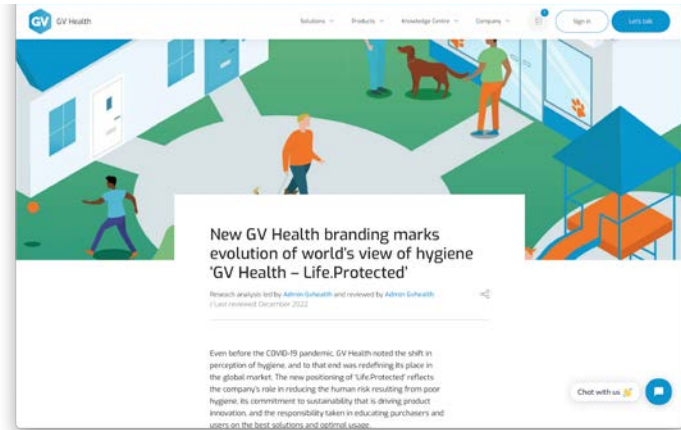 GV GV Health Solutions Products Knowledge Centre Company 1 Sign in Let's talk
New GV Health branding marks
evolution of world's view of hygiene
'GV Health – Life.Protected'
Reseach analysis led by Admin Gvhealth and reviewed by Admin Gvhealth
| Last reviewed: December 2022
Even before the COVID-19 pandemic, GV Health noted the shift in
perception of hygiene, and to that end was redefining its place in
the global market. The new positioning of 'Life.Protected' reflects
the company's role in reducing the human risk resulting from poor
hygiene, its commitment to sustainability that is driving product
innovation, and the responsibility taken in educating purchasers and
users on the best solutions and optimal usage.
Chat with us 👋